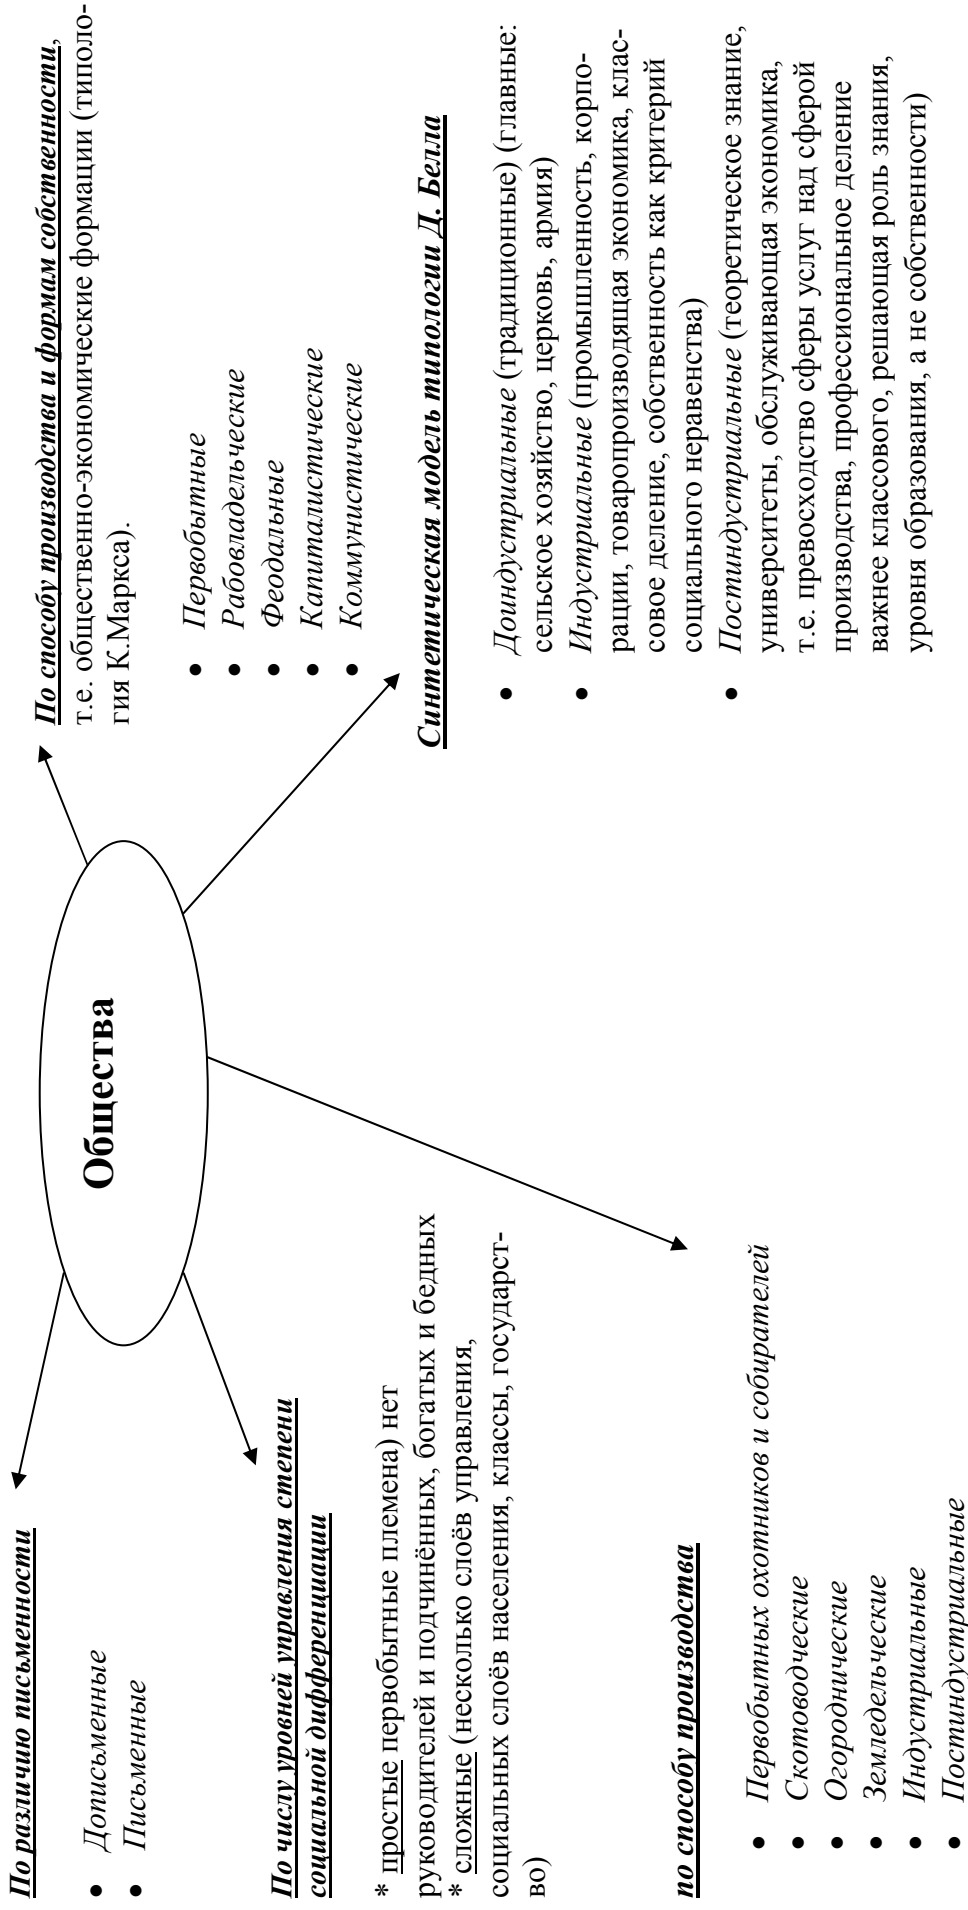 Общества
По различию письменности
• Дописьменные
• Письменные
По числу уровней управления степени
социальной дифференциации
* простые первобытные племена) нет
руководителей и подчинённых, богатых и бедных
* сложные (несколько слоёв управления,
социальных слоёв населения, классы, государст-
во)
по способу производства
• Первобытных охотников и собирателей
• Скотоводческие
• Огороднические
• Земледельческие
• Индустриальные
• Постиндустриальные
По способу производства и формам собственности,
т.е. общественно-экономические формации (типоло-
гия К.Маркса).
• Первобытные
• Рабовладельческие
• Феодальные
• Капиталистические
• Коммунистические
Синтетическая модель типологии Д. Белла
• Доиндустриальные (традиционные) (главные:
сельское хозяйство, церковь, армия)
• Индустриальные (промышленность, корпо-
рации, товаропроизводящая экономика, клас-
совое деление, собственность как критерий
социального неравенства)
• Постиндустриальные (теоретическое знание,
университеты, обслуживающая экономика,
т.е. превосходство сферы услуг над сферой
производства, профессиональное деление
важнее классового, решающая роль знания,
уровня образования, а не собственности)